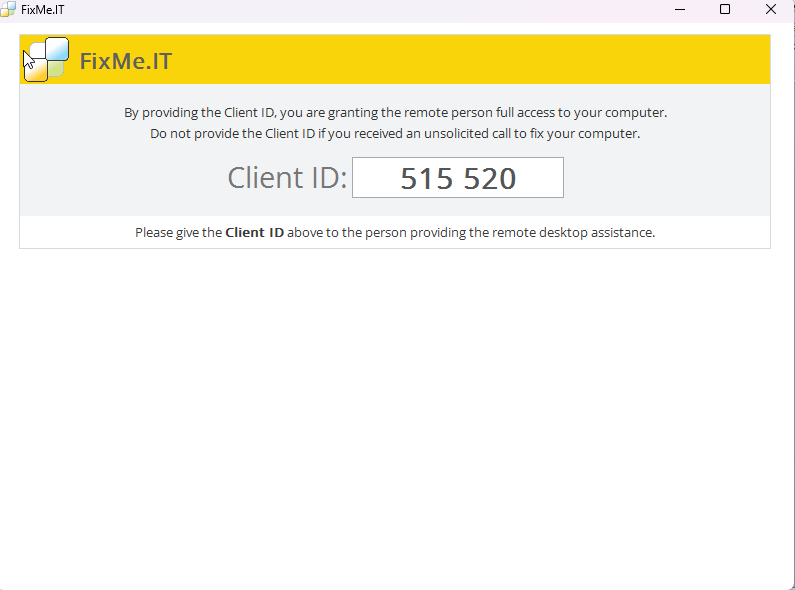 FixMe.IT
FixMe.IT
By providing the Client ID, you are granting the remote person full access to your computer.
Do not provide the Client ID if you received an unsolicited call to fix your computer.
Client ID: 515 520
Please give the Client ID above to the person providing the remote desktop assistance.